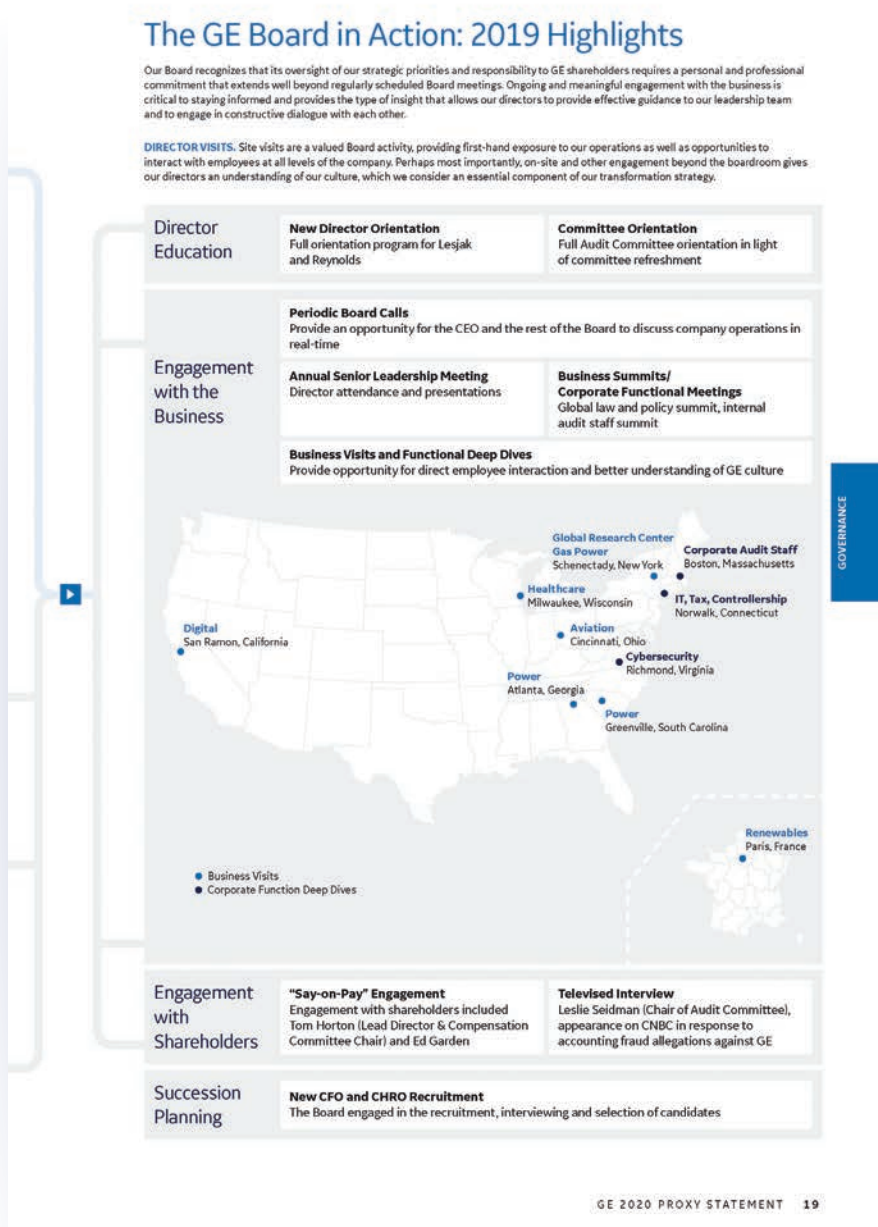 The GE Board in Action: 2019 Highlights
Our Board recognizes that its oversight of our strategic priorities and responsibility to GE shareholders requires a personal and professional
commitment that extends well beyond regularly scheduled Board meetings. Ongoing and meaningful engagement with the business is
critical to staying informed and provides the type of insight that allows our directors to provide effective guidance to our leadership team
and to engage in constructive dialogue with each other.
DIRECTOR VISITS. Site visits are a valued Board activity, providing first-hand exposure to our operations as well as opportunities to
interact with employees at all levels of the company. Perhaps most importantly, on-site and other engagement beyond the boardroom gives
our directors an understanding of our culture, which we consider an essential component of our transformation strategy.
Director
Education
New Director Orientation
Full orientation program for Lesjak
and Reynolds
Committee Orientation
Full Audit Committee orientation in light
of committee refreshment
Engagement
with the
Business
Periodic Board Calls
Provide an opportunity for the CEO and the rest of the Board to discuss company operations in
real-time
Annual Senior Leadership Meeting
Director attendance and presentations
Business Summits/
Corporate Functional Meetings
Global law and policy summit, internal
audit staff summit
Business Visits and Functional Deep Dives
Provide opportunity for direct employee interaction and better understanding of GE culture
GOVERNANCE
Global Research Center
Gas Power
Schenectady, New York
Corporate Audit Staff
Boston, Massachusetts
Healthcare
Milwaukee, Wisconsin
IT, Tax, Controllership
Norwalk, Connecticut
Digital
San Ramon, California
Aviation
Cincinnati, Ohio
Cybersecurity
Richmond, Virginia
Power
Atlanta, Georgia
Power
Greenville, South Carolina
Renewables
Paris, France
Business Visits
Corporate Function Deep Dives
Engagement
with
Shareholders
"Say-on-Pay" Engagement
Engagement with shareholders included
Tom Horton (Lead Director & Compensation
Committee Chair) and Ed Garden
Televised Interview
Leslie Seidman (Chair of Audit Committee),
appearance on CNBC in response to
accounting fraud allegations against GE
Succession
Planning
New CFO and CHRO Recruitment
The Board engaged in the recruitment, interviewing and selection of candidates
GE 2020 PROXY STATEMENT 19